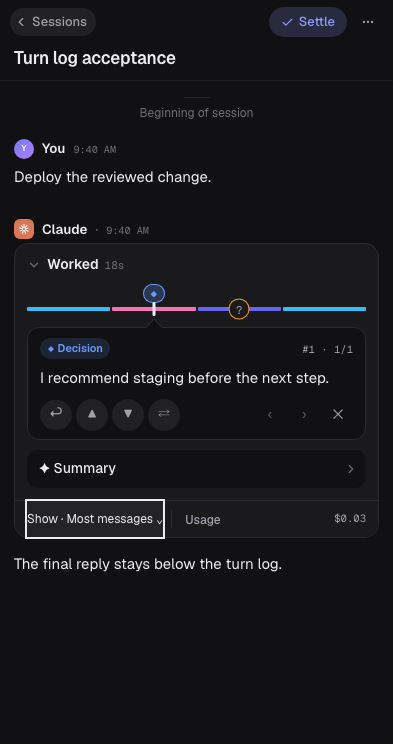 Sessions
Settle
Turn log acceptance
Beginning of session
Y You 9:40 AM
Deploy the reviewed change.
Claude · 9:40 AM
Worked 18s
?
Decision #1 · 1/1
I recommend staging before the next step.
Summary
Show · Most messages Usage $0.03
The final reply stays below the turn log.